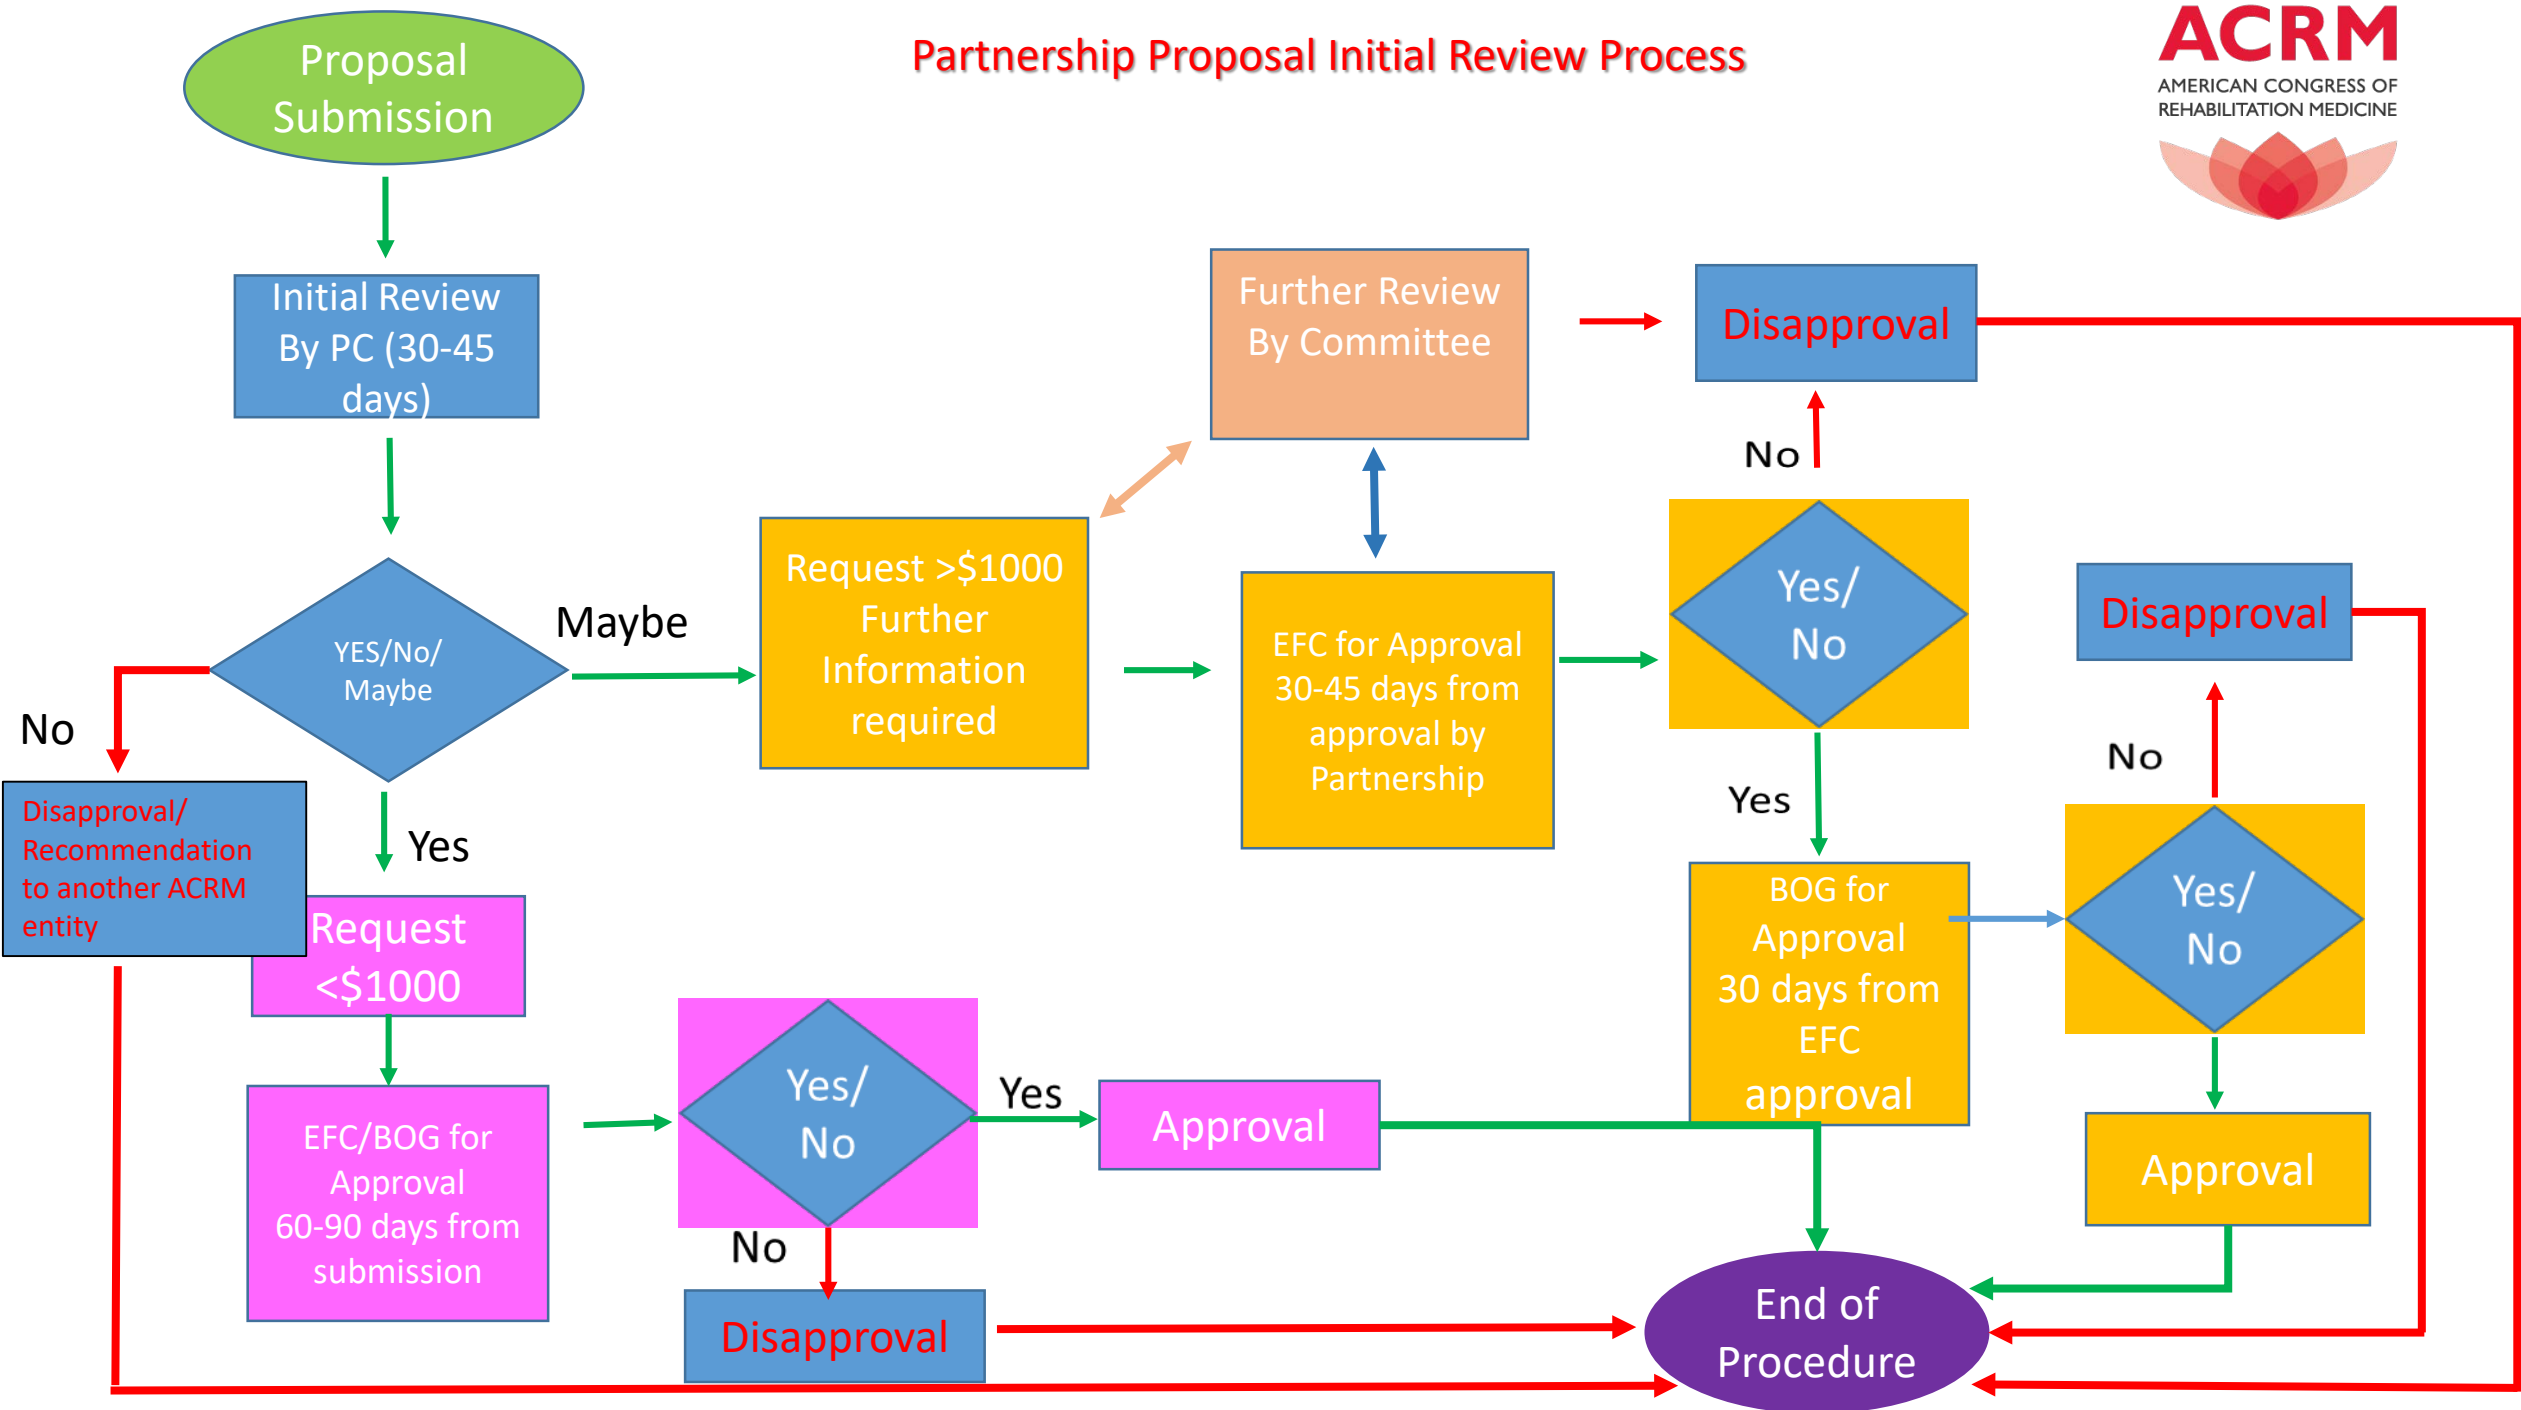 Partnership Proposal Initial Review Process
ACRM
AMERICAN CONGRESS OF
REHABILITATION MEDICINE
Proposal
Submission
Initial Review
By PC (30-45
days)
YES/No/
Maybe
Maybe
No
Yes
Disapproval/
Recommendation
to another ACRM
entity
Request
<$1000
EFC/BOG for
Approval
60-90 days from
submission
Yes/
No
Yes
Approval
No
Disapproval
Request >$1000
Further
Information
required
Further Review
By Committee
EFC for Approval
30-45 days from
approval by
Partnership
Disapproval
No
Yes/
No
Yes
BOG for
Approval
30 days from
EFC
approval
Disapproval
No
Yes/
No
Approval
End of
Procedure